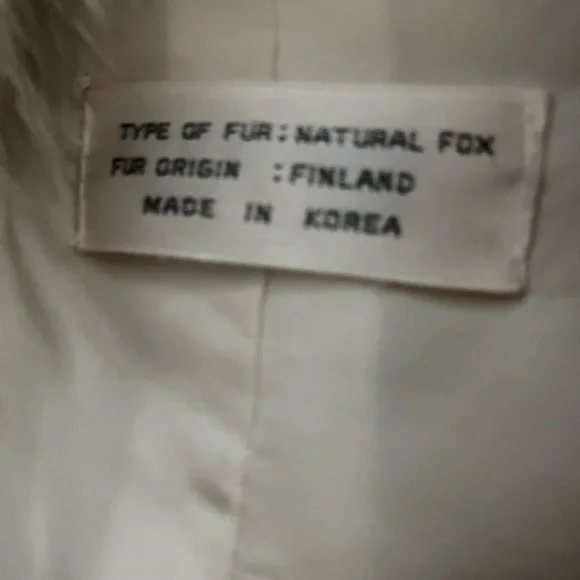 TYPE OF FUR: NATURAL FOX
FUR ORIGIN : FINLAND
MADE IN KOREA